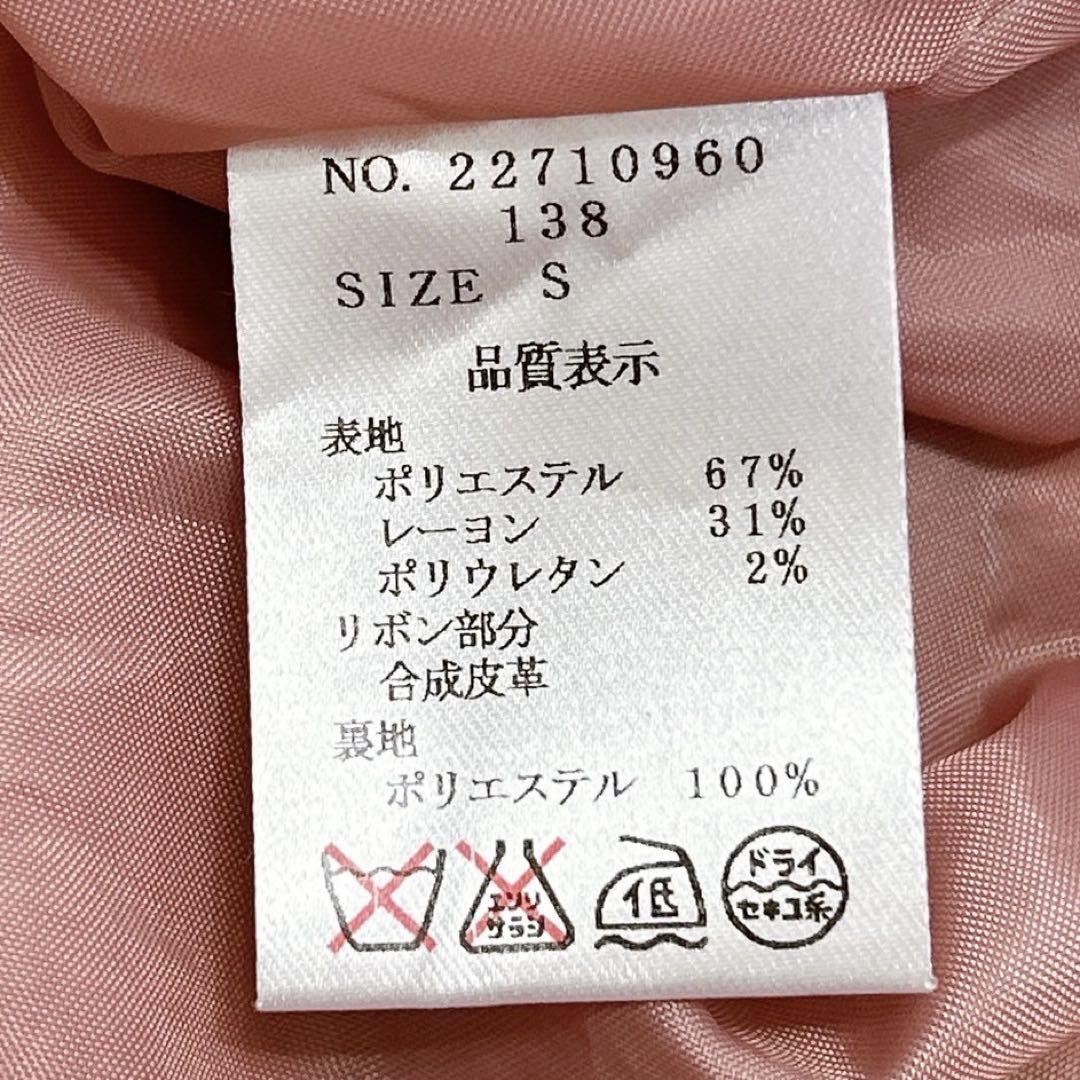 NO. 22710960
138
SIZE S
品質表示
表地
ポリエステル 67%
レーヨン 31%
ポリウレタン 2%
リボン部分
合成皮革
裏地
ポリエステル 100%
エンソ
サラシ
低
ドライ
セキユ系